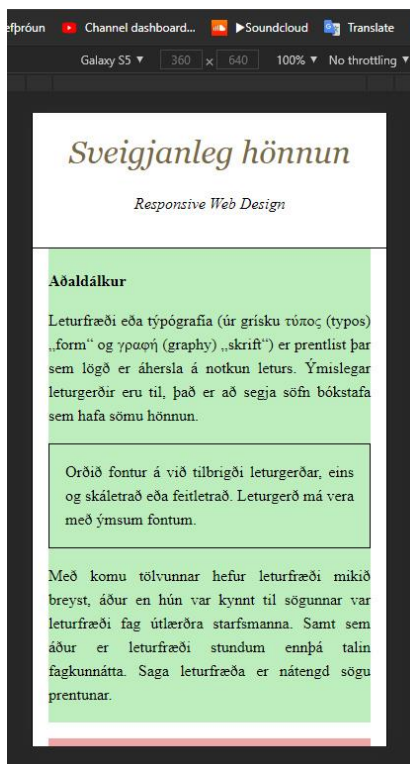 efþróun Channel dashboard... ▶Soundcloud Translate
Galaxy S5 ▼ 360 x 640 100% ▼ No throttling ▼
Sveigjanleg hönnun
Responsive Web Design
Aðaldálkur
Leturfræði eða týpógrafía (úr grísku τύπος (typos)
„form“ og γραφή (graphy) „skrift“) er prentlist þar
sem lögð er áhersla á notkun leturs. Ýmislegar
leturgerðir eru til, það er að segja söfn bókstafa
sem hafa sömu hönnun.
Orðið fontur á við tilbrigði leturgerðar, eins
og skáletrað eða feitletrað. Leturgerð má vera
með ýmsum fontum.
Með komu tölvunnar hefur leturfræði mikið
breyst, áður en hún var kynnt til sögunnar var
leturfræði fag útlærðra starfsmanna. Samt sem
áður er leturfræði stundum ennþá talin
fagkunnátta. Saga leturfræða er nátengd sögu
prentunar.